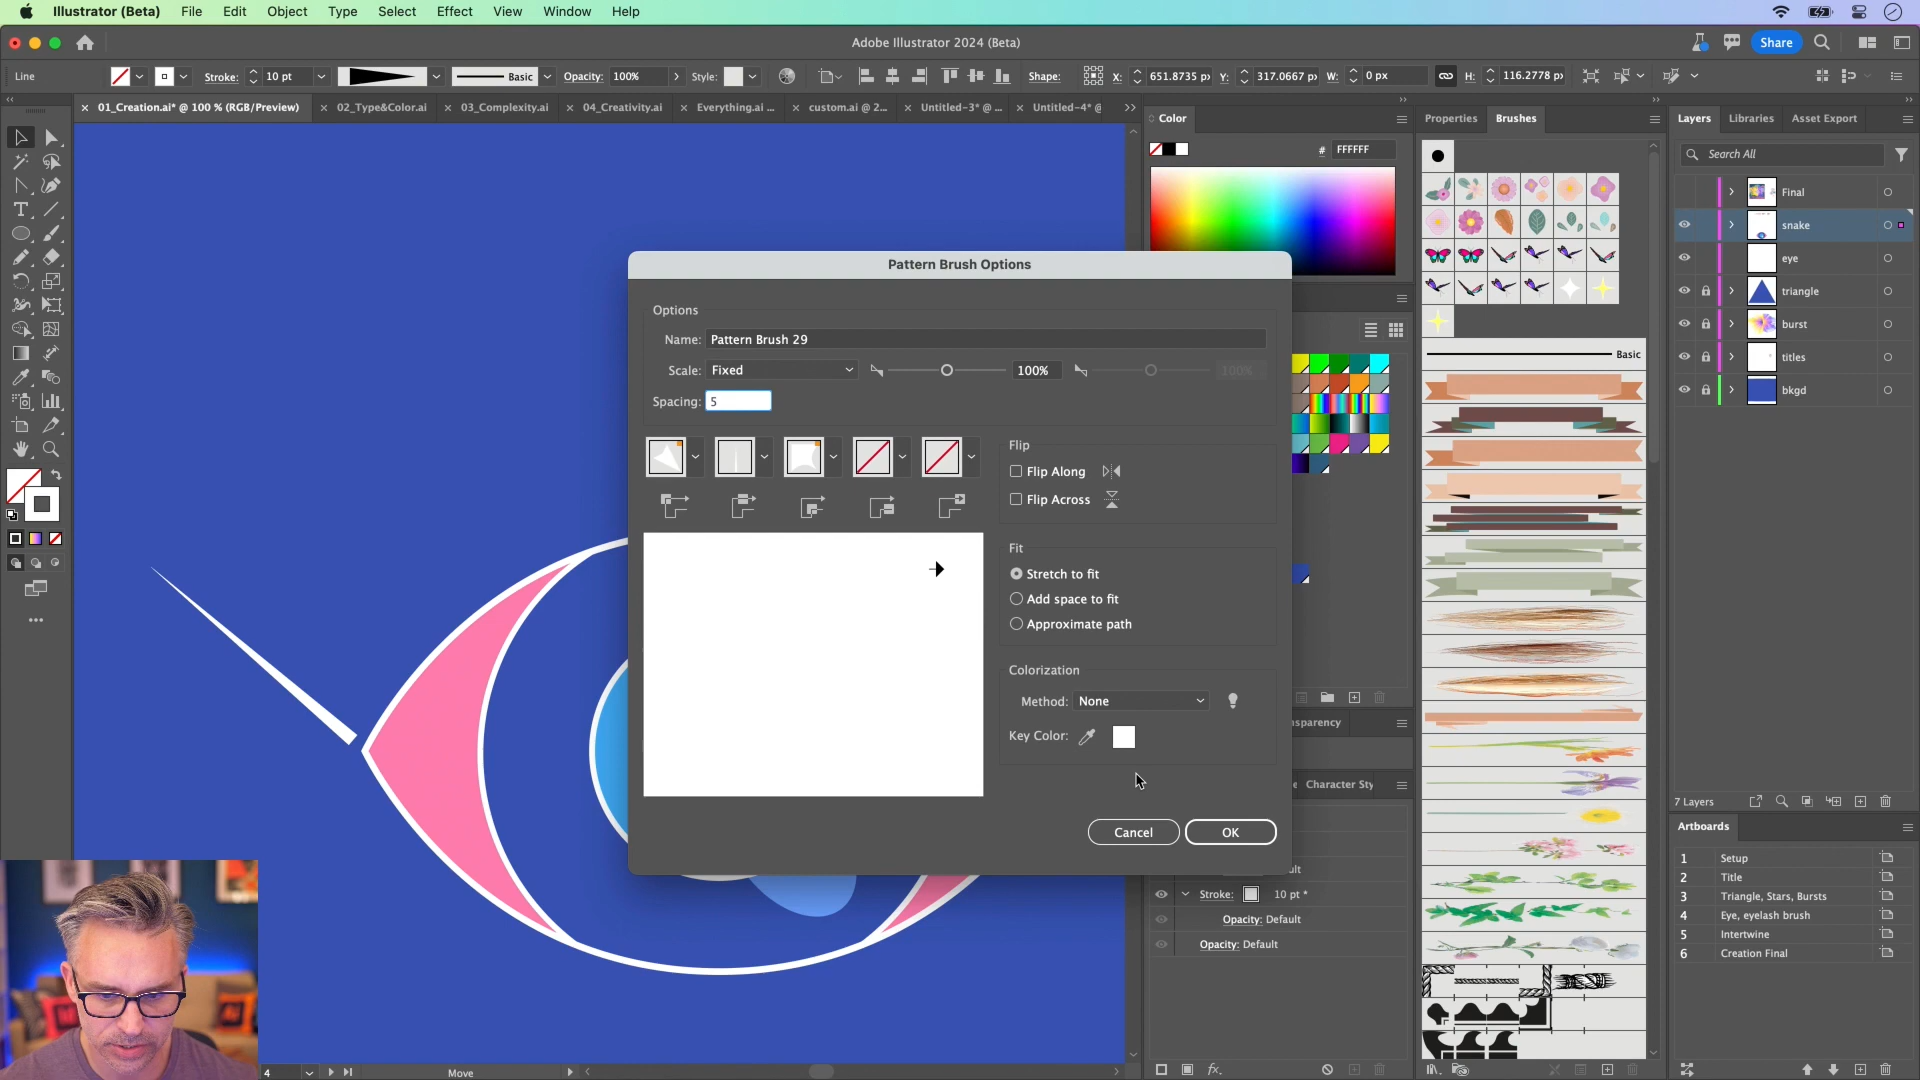 Illustrator (Beta) File Edit Object Type Select Effect View Window Help
Adobe Illustrator 2024 (Beta)
Share
Line Stroke: 10 pt Basic Opacity: 100% Style: Shape: X: 651.8735 p Y: 317.0667 p W: 0 px H: 116.2778 p
01_Creation.ai* @ 100 % (RGB/Preview) 02_Type&Color.ai 03_Complexity.ai 04_Creativity.ai Everything.ai ... custom.ai @ 2... Untitled-3* @ ... Untitled-4* @
Color
# FFFFFF
Properties Brushes
Basic
Layers Libraries Asset Export
Search All
Final
snake
eye
triangle
burst
titles
bkgd
7 Layers
Artboards
1 Setup
2 Title
3 Triangle, Stars, Bursts
4 Eye, eyelash brush
5 Intertwine
6 Creation Final
Pattern Brush Options
Options
Name: Pattern Brush 29
Scale: Fixed 100% 100%
Spacing: 5
Flip
Flip Along
Flip Across
Fit
Stretch to fit
Add space to fit
Approximate path
Colorization
Method: None
Key Color:
Cancel OK
nsparency
Character Sty
ult
Stroke: 10 pt *
Opacity: Default
Opacity: Default
fx
4 Move